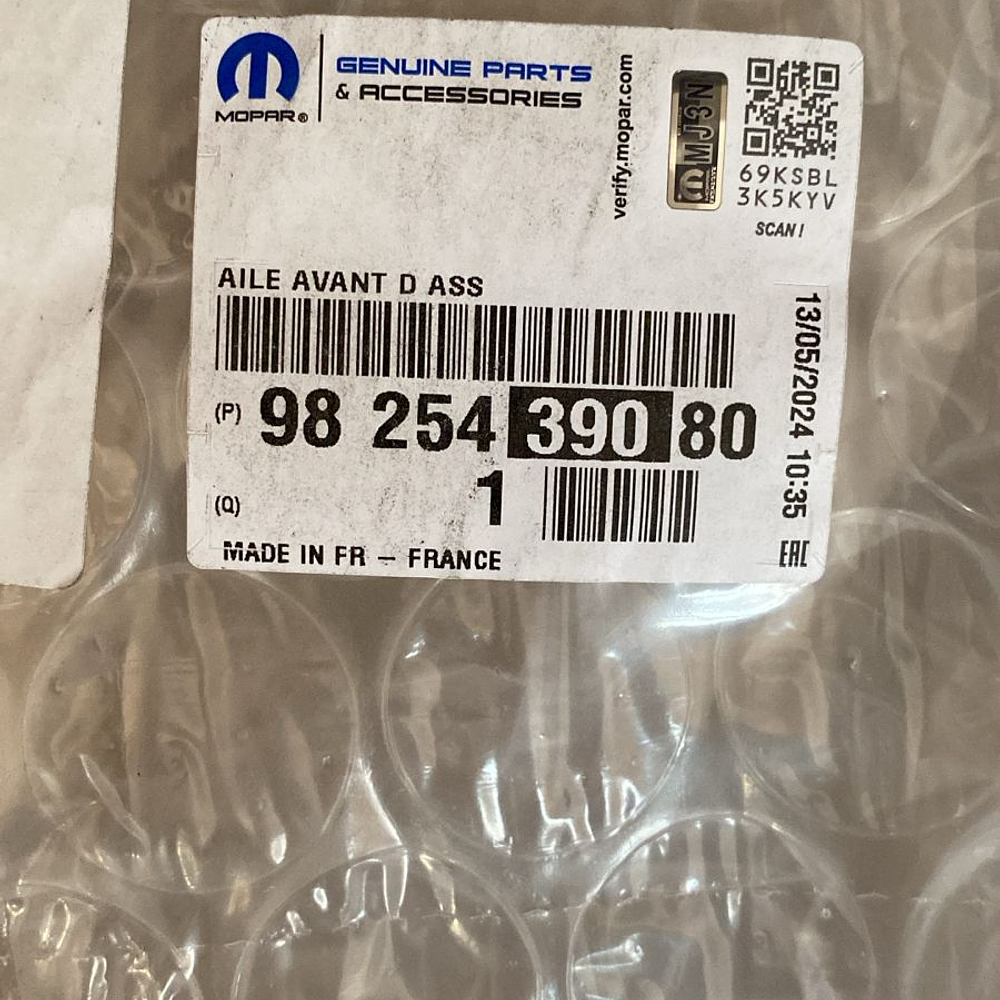 MOPAR®
GENUINE PARTS
& ACCESSORIES
verify.mopar.com
MJ3N
69KSBL
3K5KYV
SCAN!
AILE AVANT D ASS
13/05/2024 10:35
(P) 98 254 390 80
(Q) 1
MADE IN FR – FRANCE
EAC